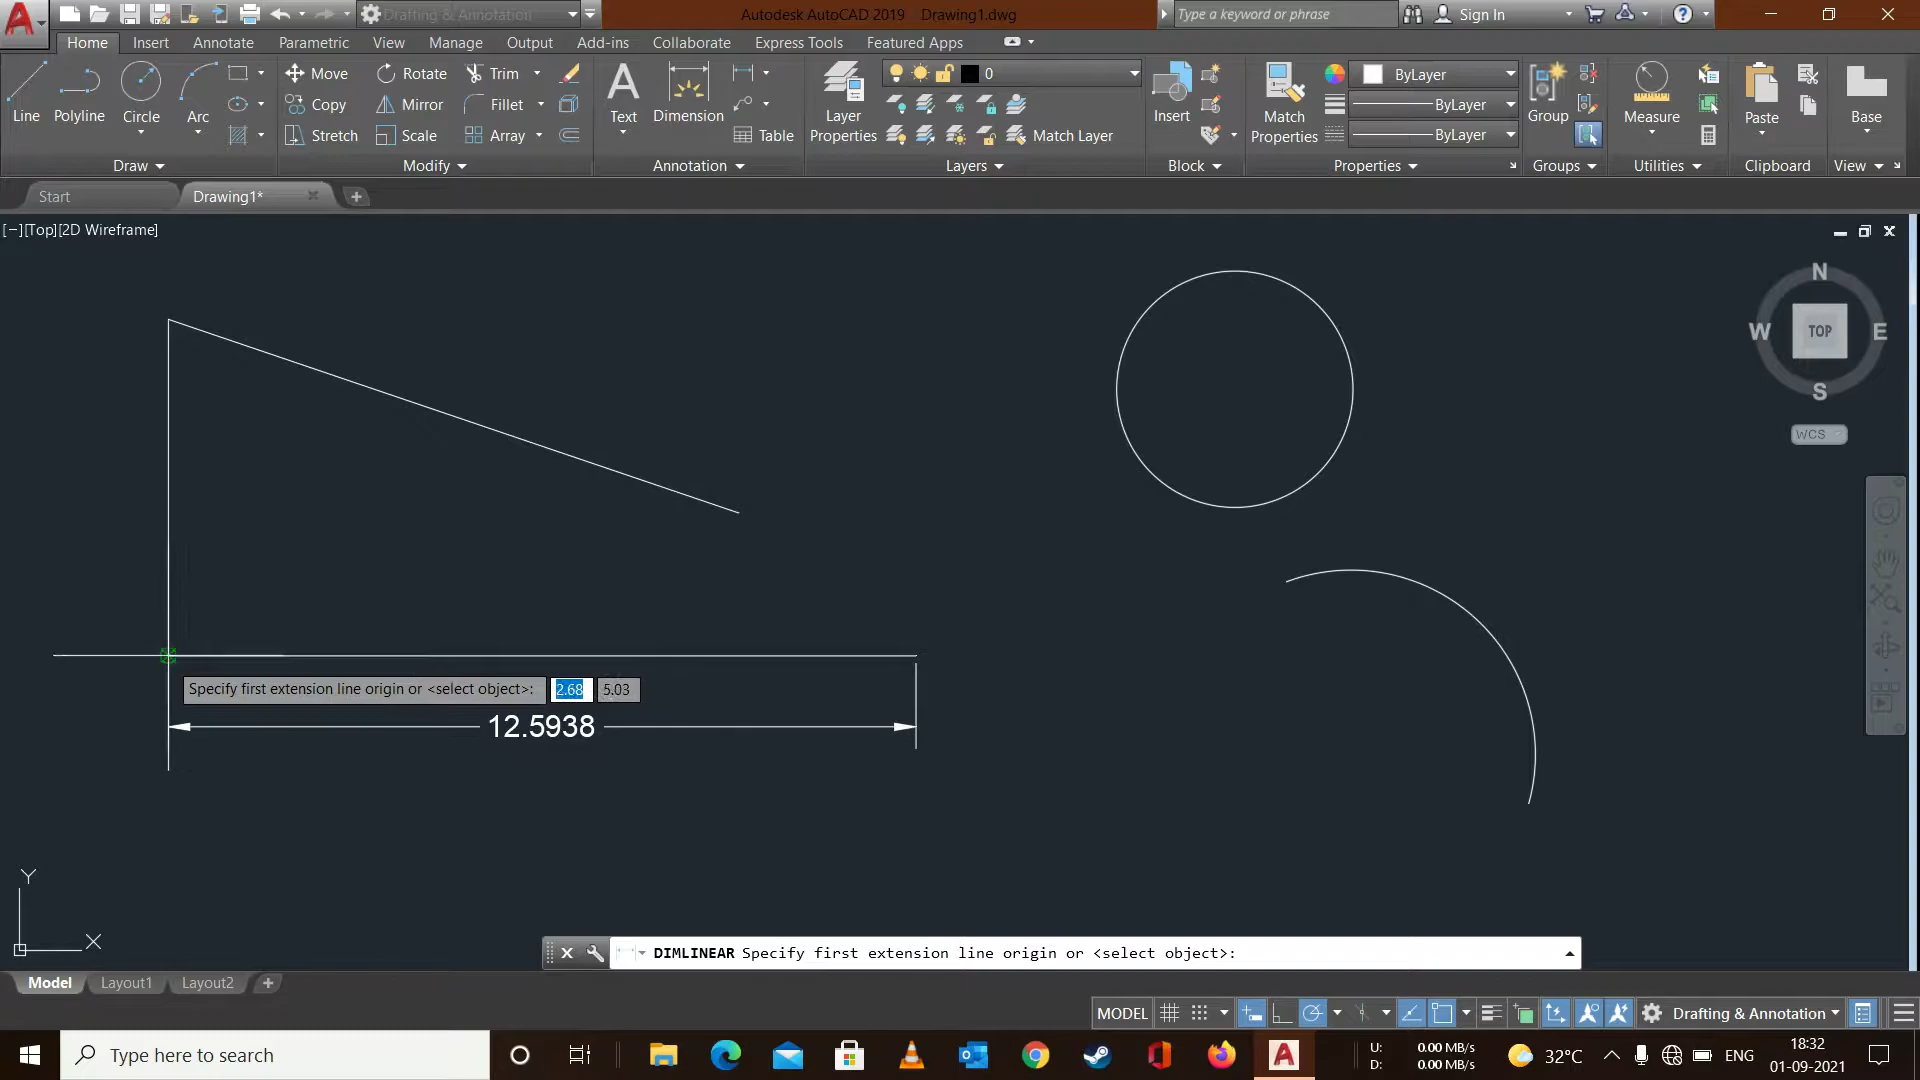 Drafting & Annotation
Autodesk AutoCAD 2019 Drawing1.dwg
Type a keyword or phrase
Sign In
Home Insert Annotate Parametric View Manage Output Add-ins Collaborate Express Tools Featured Apps
Line Polyline Circle Arc
Move Rotate Trim
Copy Mirror Fillet
Stretch Scale Array
Text Dimension Table
Layer Properties
0
Match Layer
Insert
Match Properties
ByLayer
ByLayer
ByLayer
Group
Measure
Paste
Base
Draw Modify Annotation Layers Block Properties Groups Utilities Clipboard View
Start Drawing1*
[−][Top][2D Wireframe]
N
W TOP E
S
WCS
Specify first extension line origin or <select object>: 2.68 5.03
12.5938
Y
X
DIMLINEAR Specify first extension line origin or <select object>:
Model Layout1 Layout2
MODEL Drafting & Annotation
Type here to search
U: 0.00 MB/s
D: 0.00 MB/s
32°C
ENG
18:32
01-09-2021